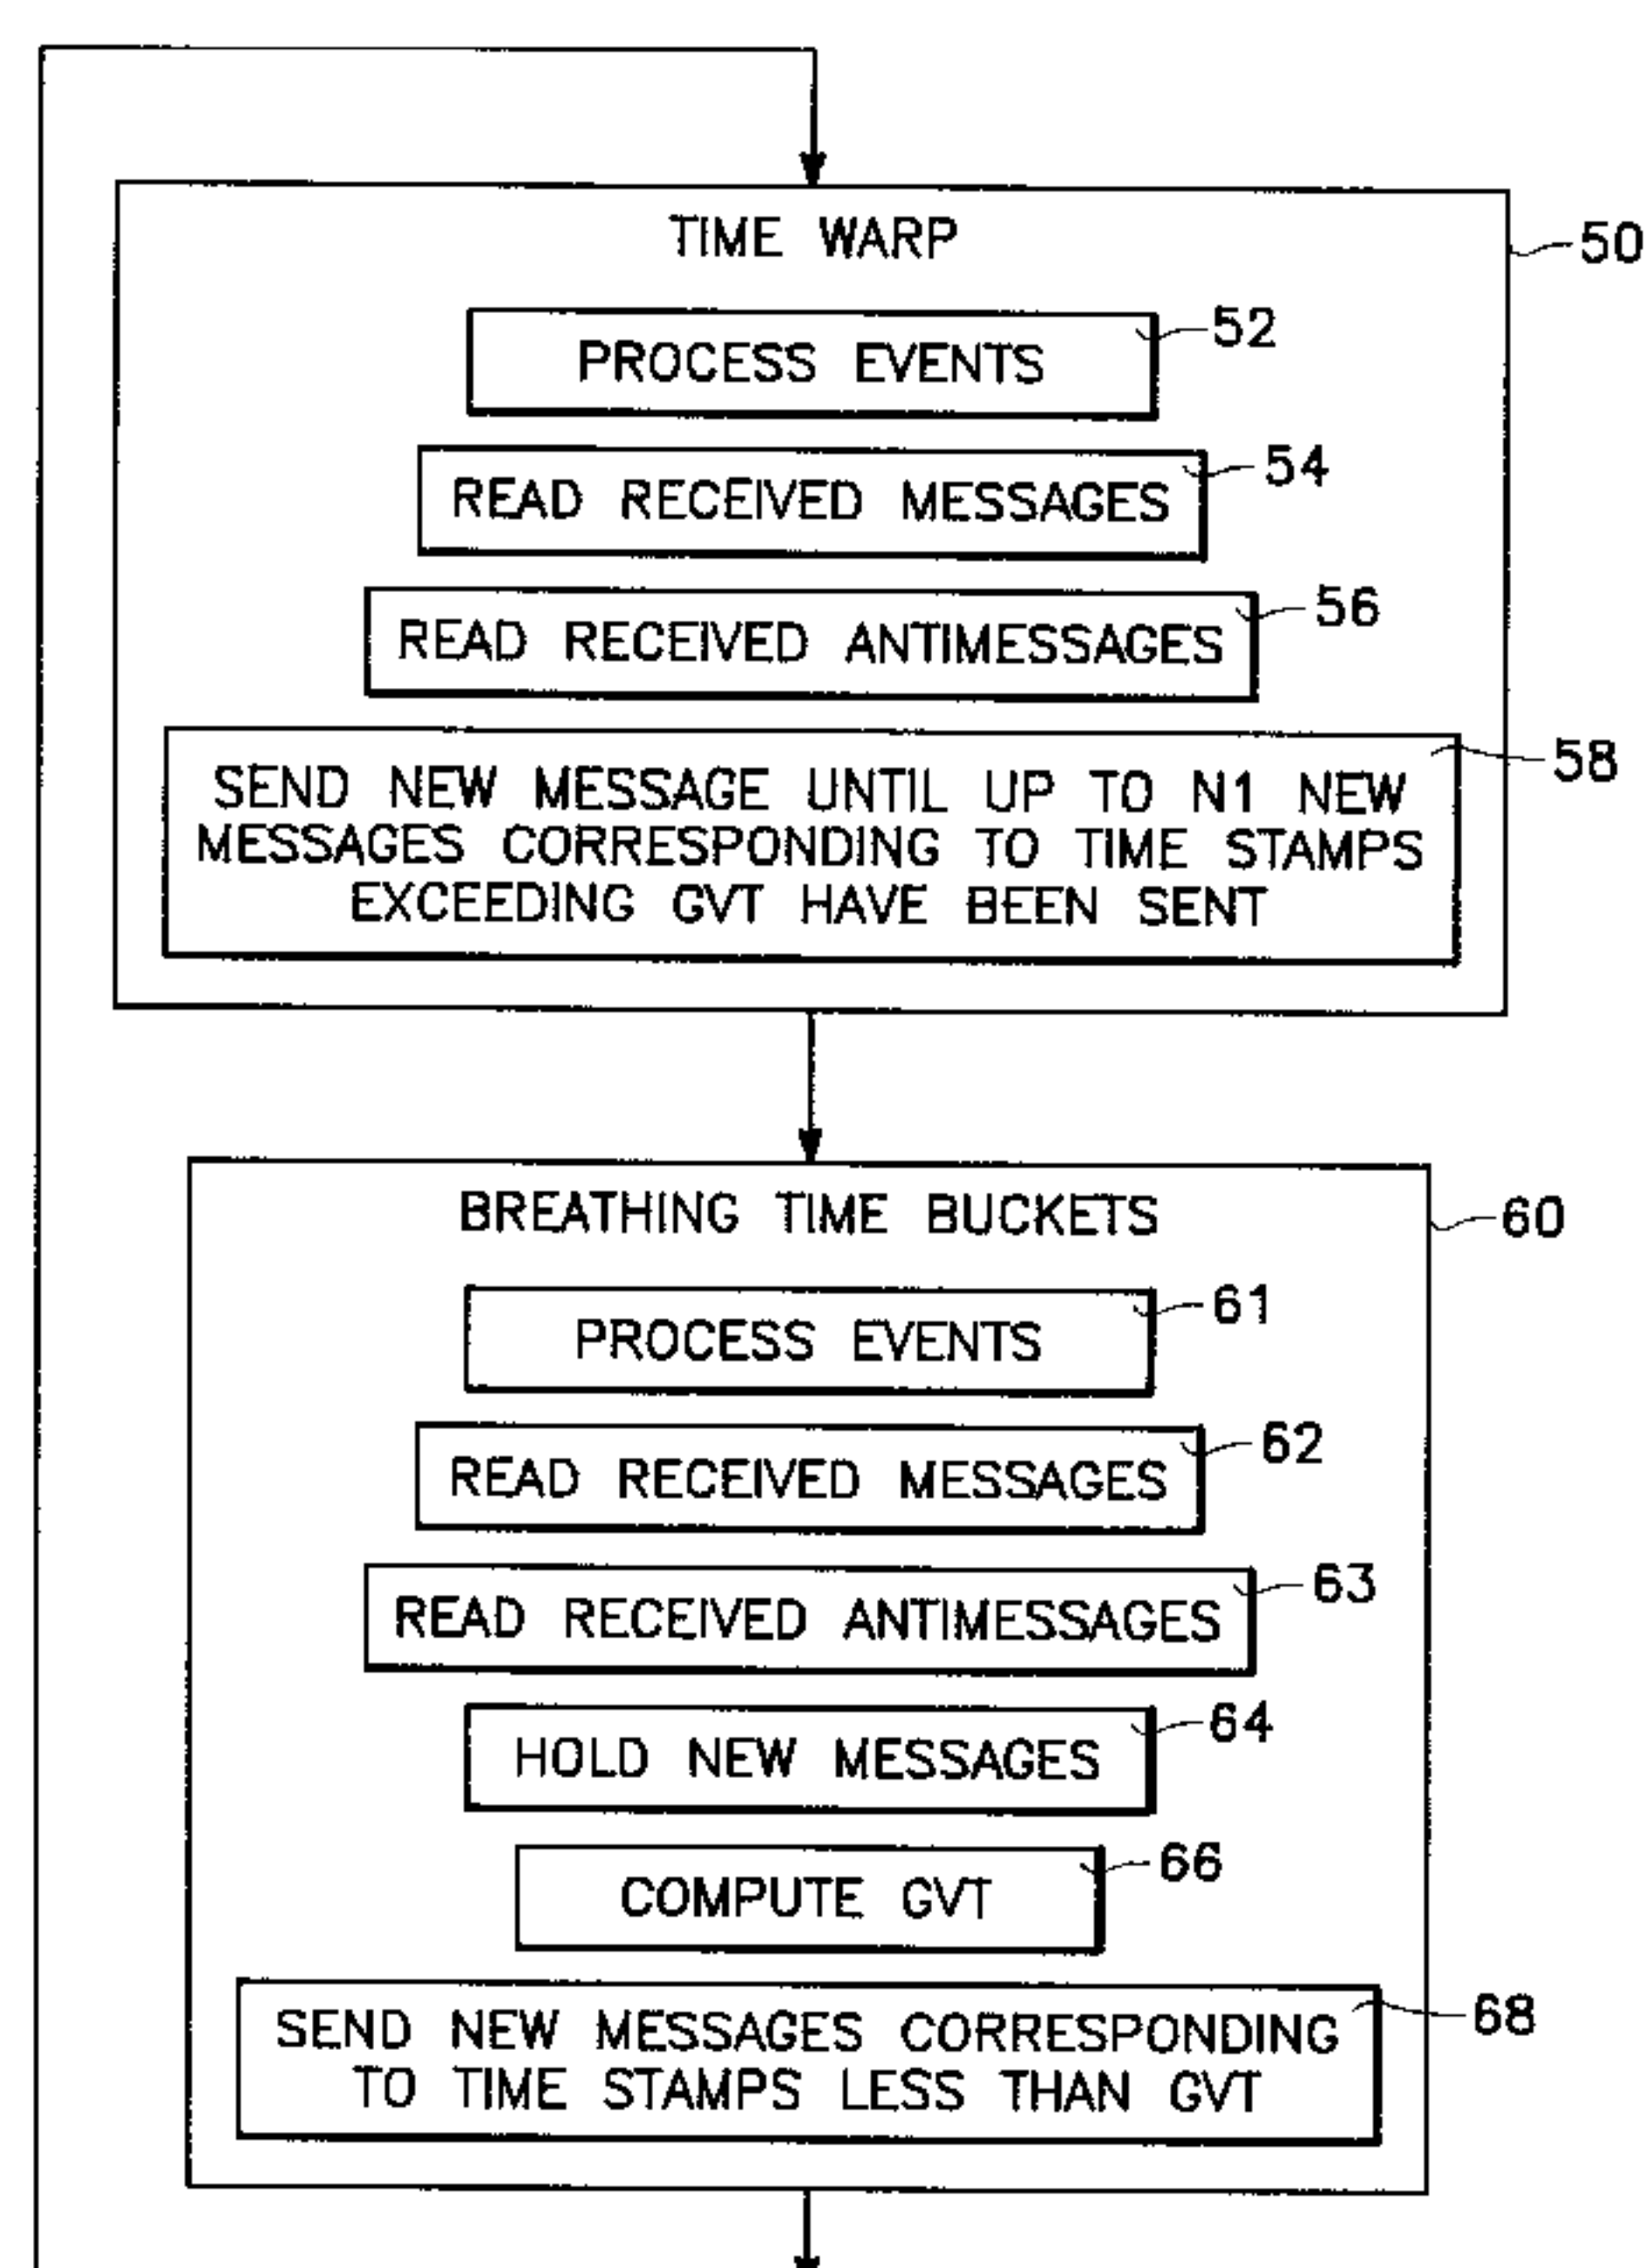 TIME WARP
50
PROCESS EVENTS
52
READ RECEIVED MESSAGES
54
READ RECEIVED ANTIMESSAGES
56
SEND NEW MESSAGE UNTIL UP TO N1 NEW
MESSAGES CORRESPONDING TO TIME STAMPS
EXCEEDING GVT HAVE BEEN SENT
58
BREATHING TIME BUCKETS
60
PROCESS EVENTS
61
READ RECEIVED MESSAGES
62
READ RECEIVED ANTIMESSAGES
63
HOLD NEW MESSAGES
64
COMPUTE GVT
66
SEND NEW MESSAGES CORRESPONDING
TO TIME STAMPS LESS THAN GVT
68